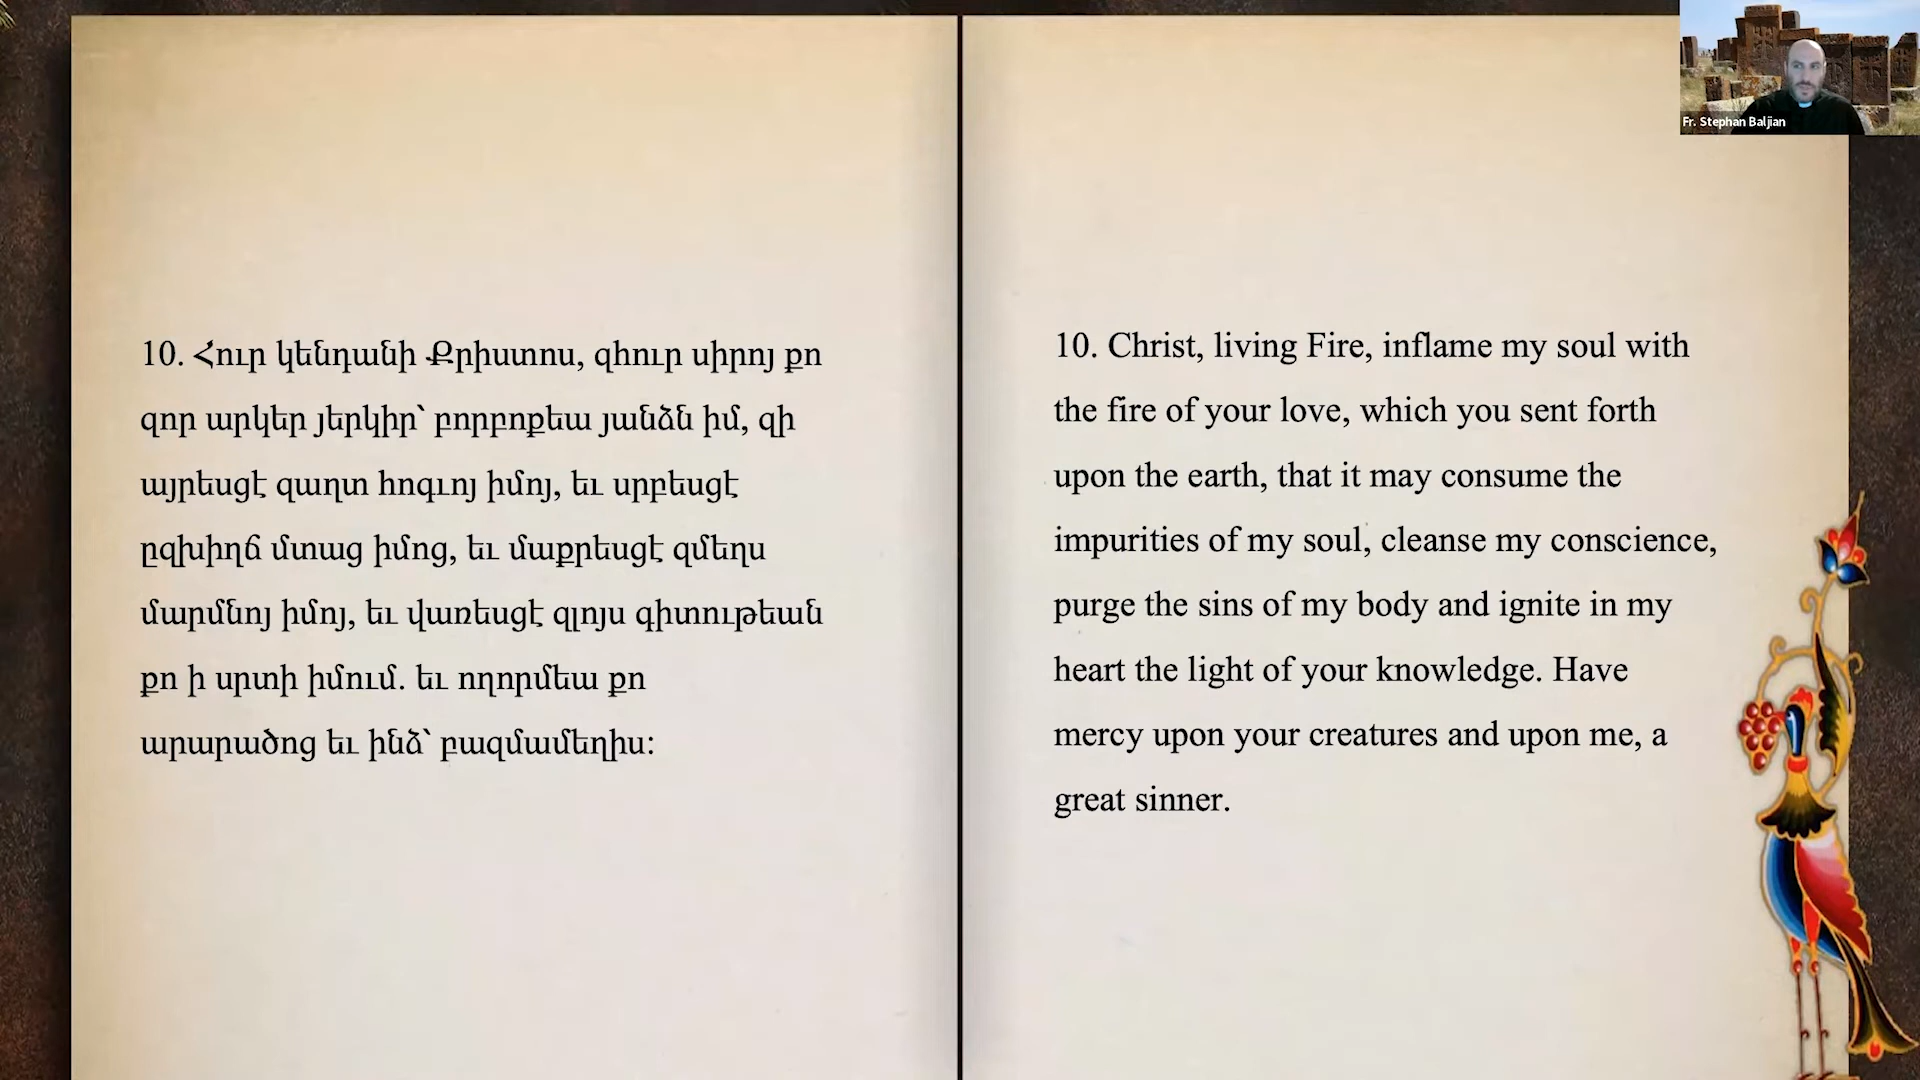 10. Հուր կենդանի Քրիստոս, զհուր սիրոյ քո
զոր արկեր յերկիր՝ բորբոքեա յանձն իմ, զի
այրեսցէ զաղտ հոգւոյ իմոյ, եւ սրբեսցէ
ըզխիղճ մտաց իմոց, եւ մաքրեսցէ զմեղս
մարմնոյ իմոյ, եւ վառեսցէ զլոյս գիտութեան
քո ի սրտի իմում. եւ ողորմեա քո
արարածոց եւ ինձ՝ բազմամեղիս:
10. Christ, living Fire, inflame my soul with
the fire of your love, which you sent forth
upon the earth, that it may consume the
impurities of my soul, cleanse my conscience,
purge the sins of my body and ignite in my
heart the light of your knowledge. Have
mercy upon your creatures and upon me, a
great sinner.
Fr. Stephan Baljian